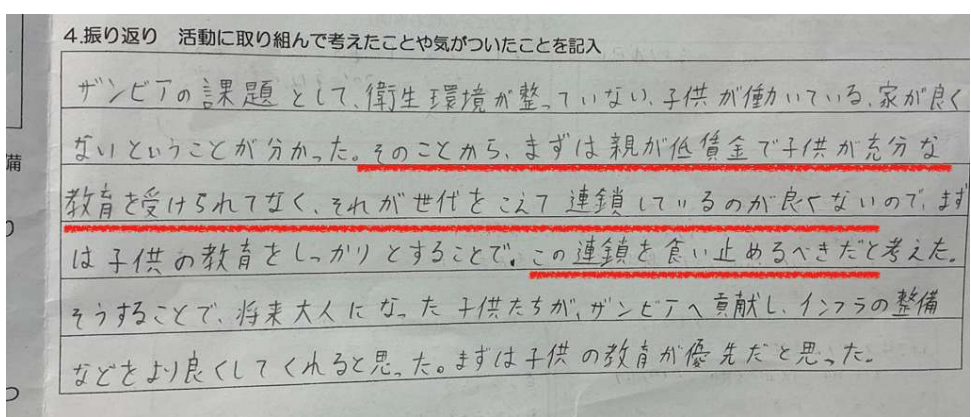 4.振り返り 活動に取り組んで考えたことや気がついたことを記入
ザンビアの課題として、衛生環境が整っていない、子供が働いている、家が良く
ないということが分かった。そのことから、まずは親が低賃金で子供が充分な
教育を受けられてなく、それが世代をこえて連鎖しているのが良くないので、まず
は子供の教育をしっかりとすることで、この連鎖を食い止めるべきだと考えた。
そうすることで、将来大人になった子供たちが、ザンビアへ貢献し、インフラの整備
などをより良くしてくれると思った。まずは子供の教育が優先だと思った。
備
り
つ